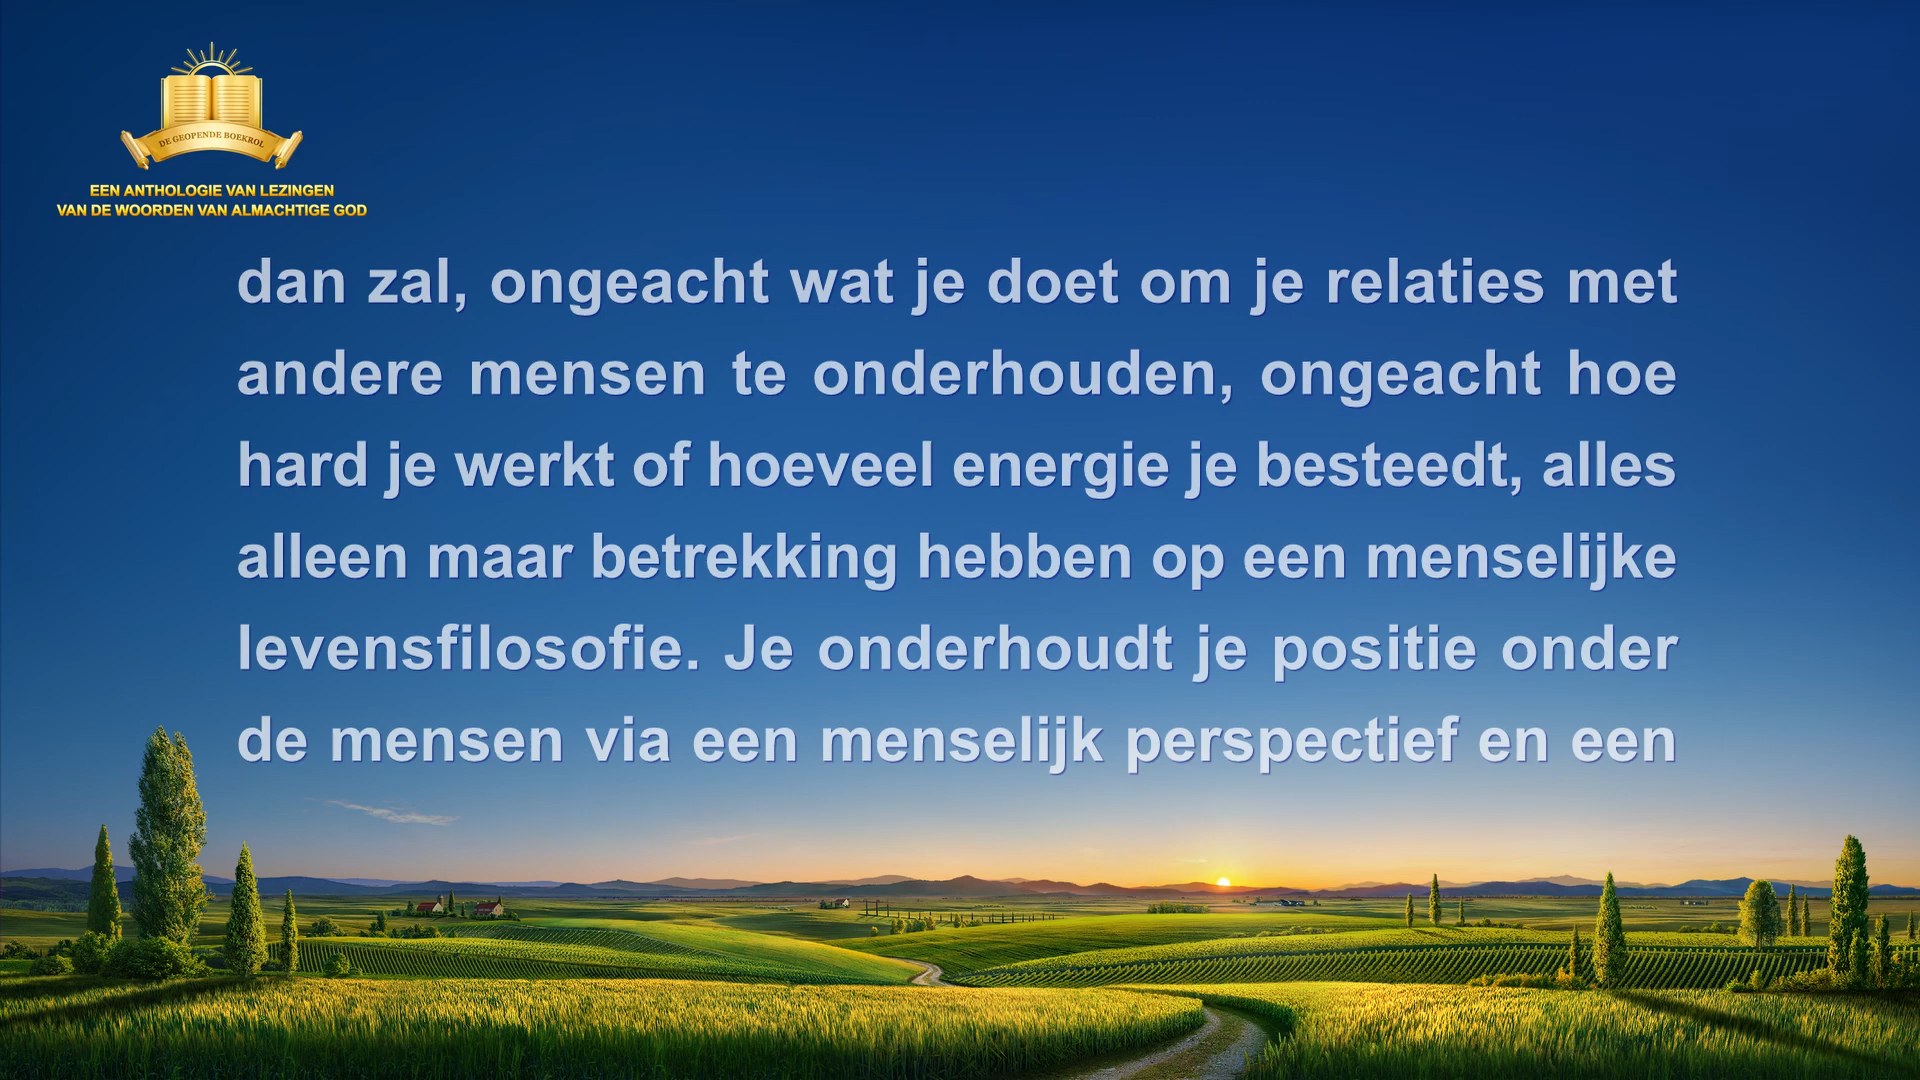 DE GEOPENDE BOEKROL
EEN ANTHOLOGIE VAN LEZINGEN
VAN DE WOORDEN VAN ALMACHTIGE GOD
dan zal, ongeacht wat je doet om je relaties met
andere mensen te onderhouden, ongeacht hoe
hard je werkt of hoeveel energie je besteedt, alles
alleen maar betrekking hebben op een menselijke
levensfilosofie. Je onderhoudt je positie onder
de mensen via een menselijk perspectief en een